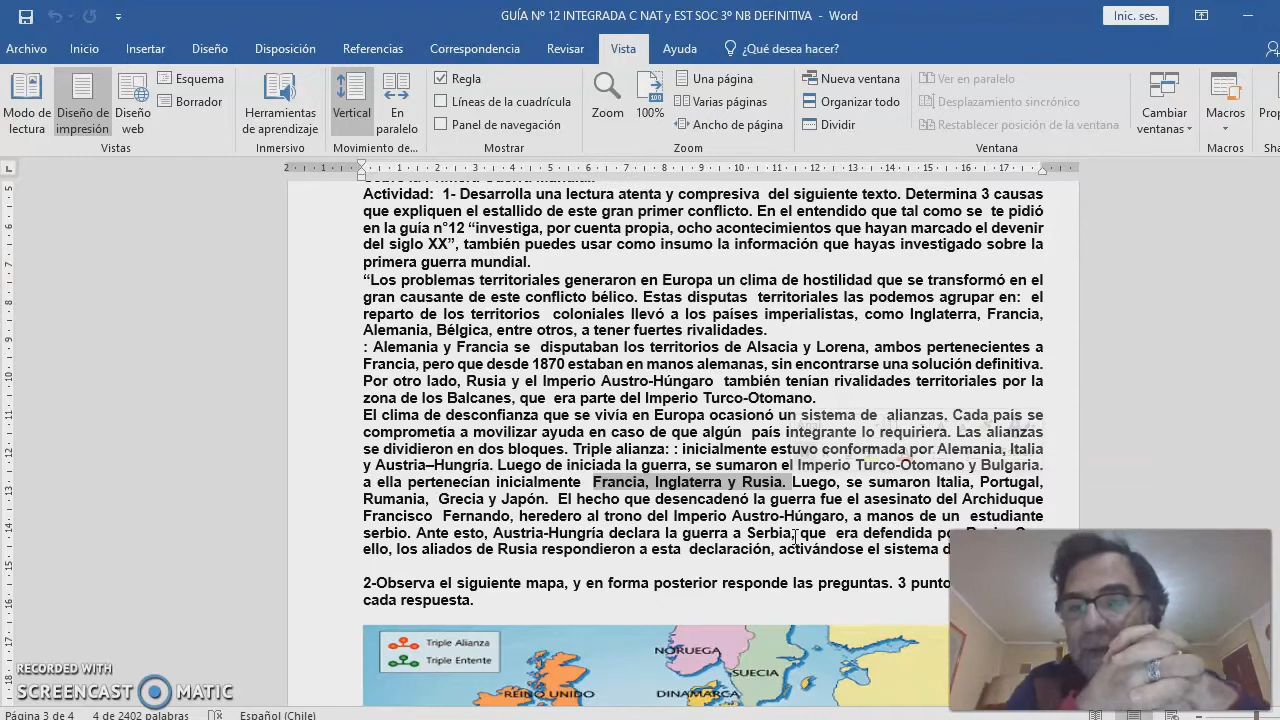 GUÍA Nº 12 INTEGRADA C NAT y EST SOC 3º NB DEFINITIVA - Word
Inic. ses.
Archivo Inicio Insertar Diseño Disposición Referencias Correspondencia Revisar Vista Ayuda ¿Qué desea hacer?
Modo de lectura
Diseño de impresión
Diseño web
Esquema
Borrador
Vistas
Herramientas de aprendizaje
Inmersivo
Vertical
En paralelo
Movimiento de...
Regla
Líneas de la cuadrícula
Panel de navegación
Mostrar
Zoom
100%
Una página
Varias páginas
Ancho de página
Zoom
Nueva ventana
Organizar todo
Dividir
Ver en paralelo
Desplazamiento sincrónico
Restablecer posición de la ventana
Cambiar ventanas
Ventana
Macros
Macros
2 1 1 2 3 4 5 6 7 8 9 10 11 12 13 14 15 16 17
Actividad: 1- Desarrolla una lectura atenta y compresiva del siguiente texto. Determina 3 causas
que expliquen el estallido de este gran primer conflicto. En el entendido que tal como se te pidió
en la guía n°12 “investiga, por cuenta propia, ocho acontecimientos que hayan marcado el devenir
del siglo XX”, también puedes usar como insumo la información que hayas investigado sobre la
primera guerra mundial.
“Los problemas territoriales generaron en Europa un clima de hostilidad que se transformó en el
gran causante de este conflicto bélico. Estas disputas territoriales las podemos agrupar en: el
reparto de los territorios coloniales llevó a los países imperialistas, como Inglaterra, Francia,
Alemania, Bélgica, entre otros, a tener fuertes rivalidades.
: Alemania y Francia se disputaban los territorios de Alsacia y Lorena, ambos pertenecientes a
Francia, pero que desde 1870 estaban en manos alemanas, sin encontrarse una solución definitiva.
Por otro lado, Rusia y el Imperio Austro-Húngaro también tenían rivalidades territoriales por la
zona de los Balcanes, que era parte del Imperio Turco-Otomano.
El clima de desconfianza que se vivía en Europa ocasionó un sistema de alianzas. Cada país se
comprometía a movilizar ayuda en caso de que algún país integrante lo requiriera. Las alianzas
se dividieron en dos bloques. Triple alianza: : inicialmente estuvo conformada por Alemania, Italia
y Austria–Hungría. Luego de iniciada la guerra, se sumaron el Imperio Turco-Otomano y Bulgaria.
a ella pertenecían inicialmente Francia, Inglaterra y Rusia. Luego, se sumaron Italia, Portugal,
Rumania, Grecia y Japón. El hecho que desencadenó la guerra fue el asesinato del Archiduque
Francisco Fernando, heredero al trono del Imperio Austro-Húngaro, a manos de un estudiante
serbio. Ante esto, Austria-Hungría declara la guerra a Serbia, que era defendida
ello, los aliados de Rusia respondieron a esta declaración, activándose el sistema
2-Observa el siguiente mapa, y en forma posterior responde las preguntas. 3
cada respuesta.
Triple Alianza
Triple Entente
NORUEGA
SUECIA
REINO UNIDO
DINAMARCA
RECORDED WITH
SCREENCAST MATIC
Página 3 de 4 4 de 2402 palabras Español (Chile)